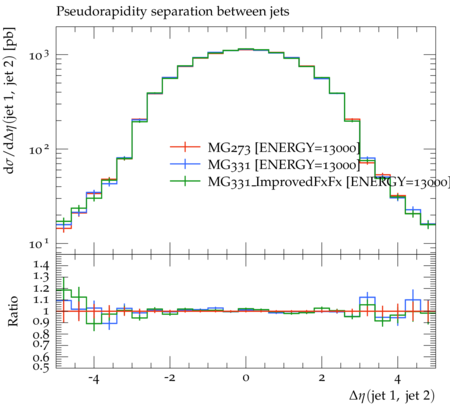 Pseudorapidity separation between jets
dσ/dΔη(jet 1, jet 2) [pb]
10³
10²
10¹
MG273 [ENERGY=13000]
MG331 [ENERGY=13000]
MG331_ImprovedFxFx [ENERGY=13000]
Ratio
1.4
1.3
1.2
1.1
1
0.9
0.8
0.7
0.6
0.5
-4 -2 0 2 4
Δη(jet 1, jet 2)